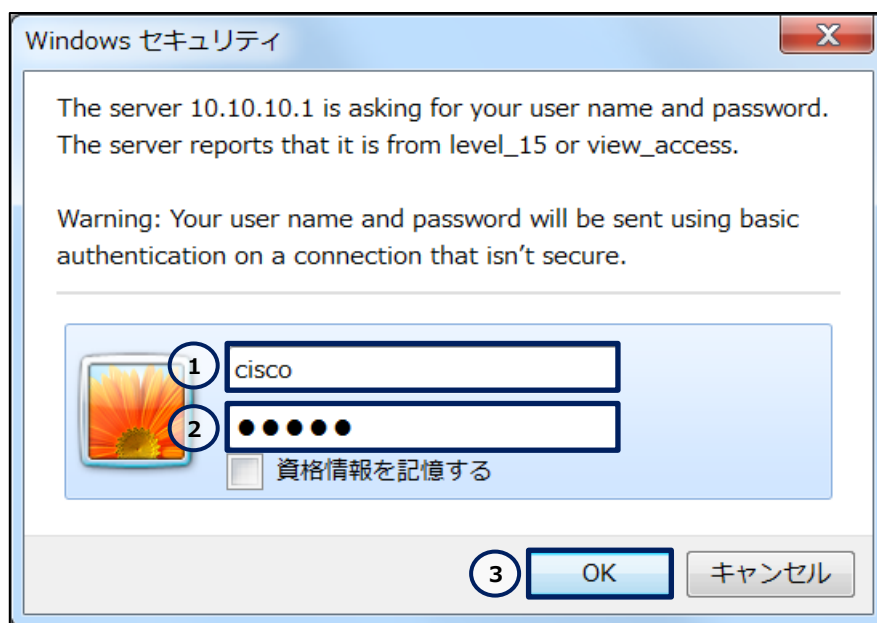 Windows セキュリティ
The server 10.10.10.1 is asking for your user name and password.
The server reports that it is from level_15 or view_access.
Warning: Your user name and password will be sent using basic
authentication on a connection that isn't secure.
1 cisco
2 ●●●●●
資格情報を記憶する
3 OK キャンセル